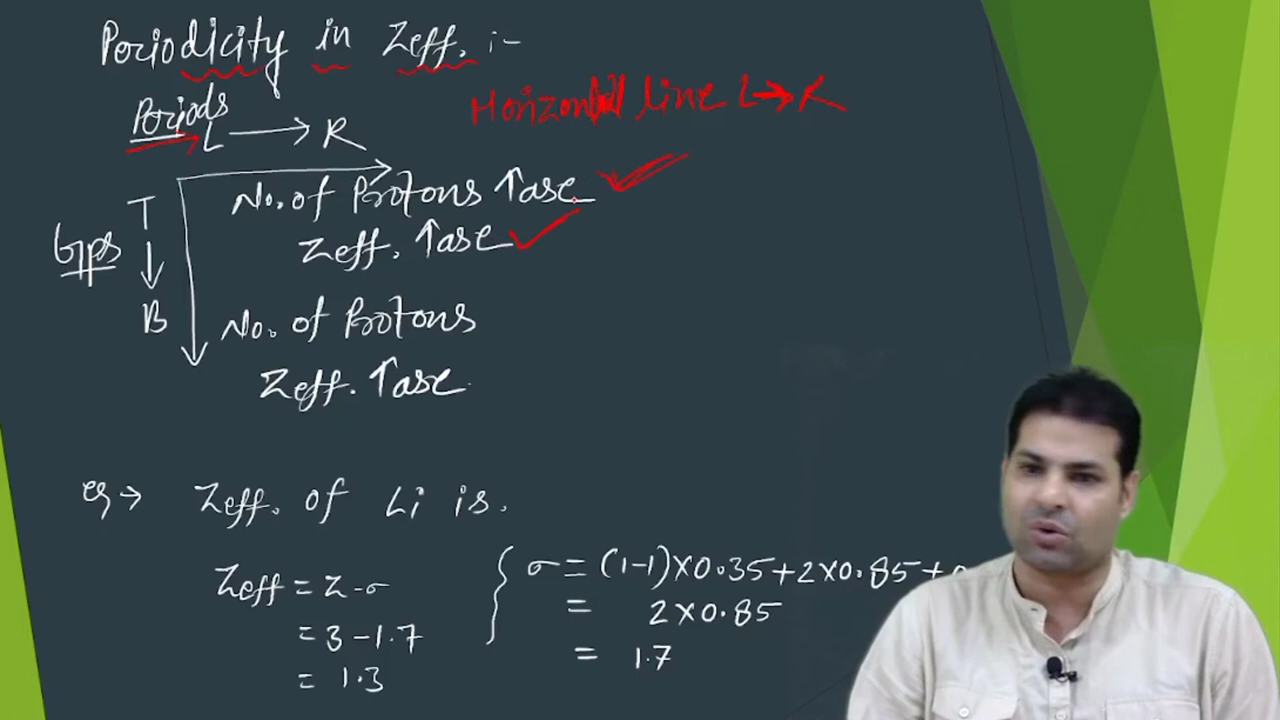 Periodicity in Zeff. :-
Horizontal line L→R
Periods
L → R
No. of Protons ↑ase
T
Gps
Zeff. ↑ase
↓
B
No. of Protons
Zeff. ↑ase.
eg → Zeff. of Li is.
Zeff = Z-σ
= 3 - 1.7
= 1.3
σ = (1-1)×0.35+2×0.85+
= 2×0.85
= 1.7